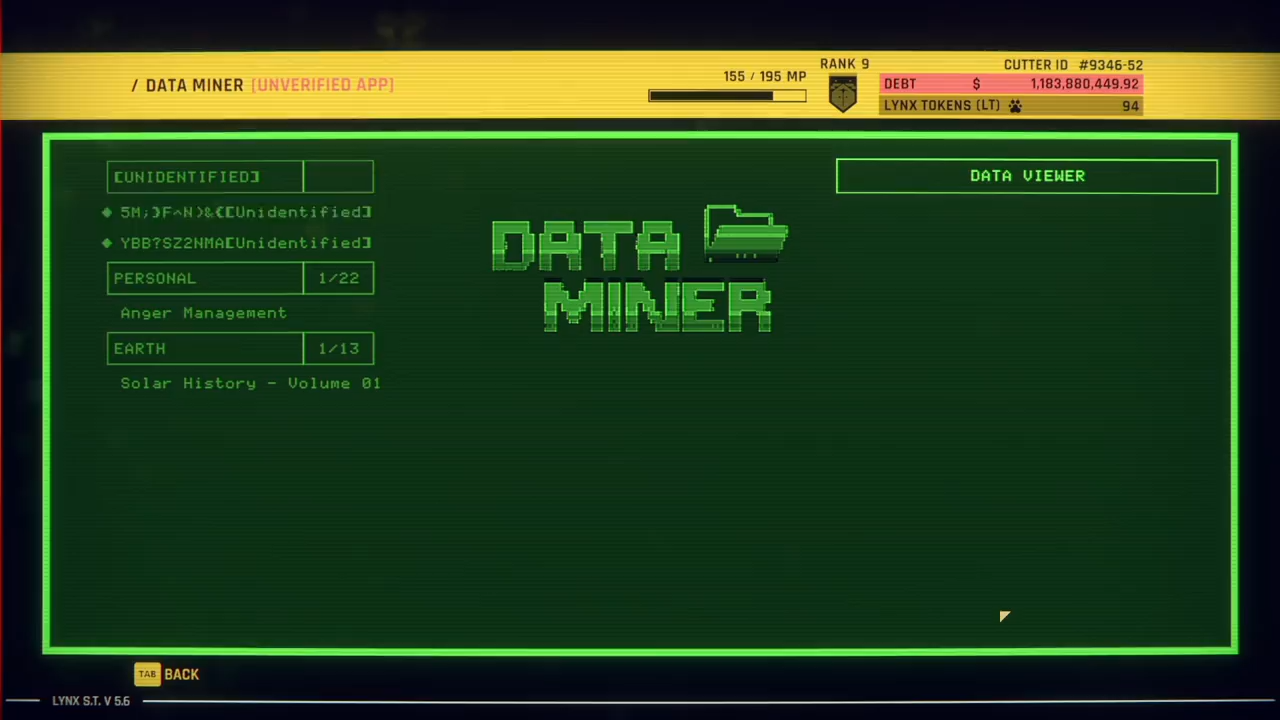 / DATA MINER [UNVERIFIED APP]
155 / 195 MP
RANK 9
CUTTER ID #9346-52
DEBT $ 1,183,880,449.92
LYNX TOKENS (LT) 94
[UNIDENTIFIED]
5M;}F^N)&{[Unidentified]
YBB?SZ2NMA[Unidentified]
PERSONAL 1/22
Anger Management
EARTH 1/13
Solar History - Volume 01
DATA
MINER
DATA VIEWER
TAB BACK
LYNX S.T. V 5.6